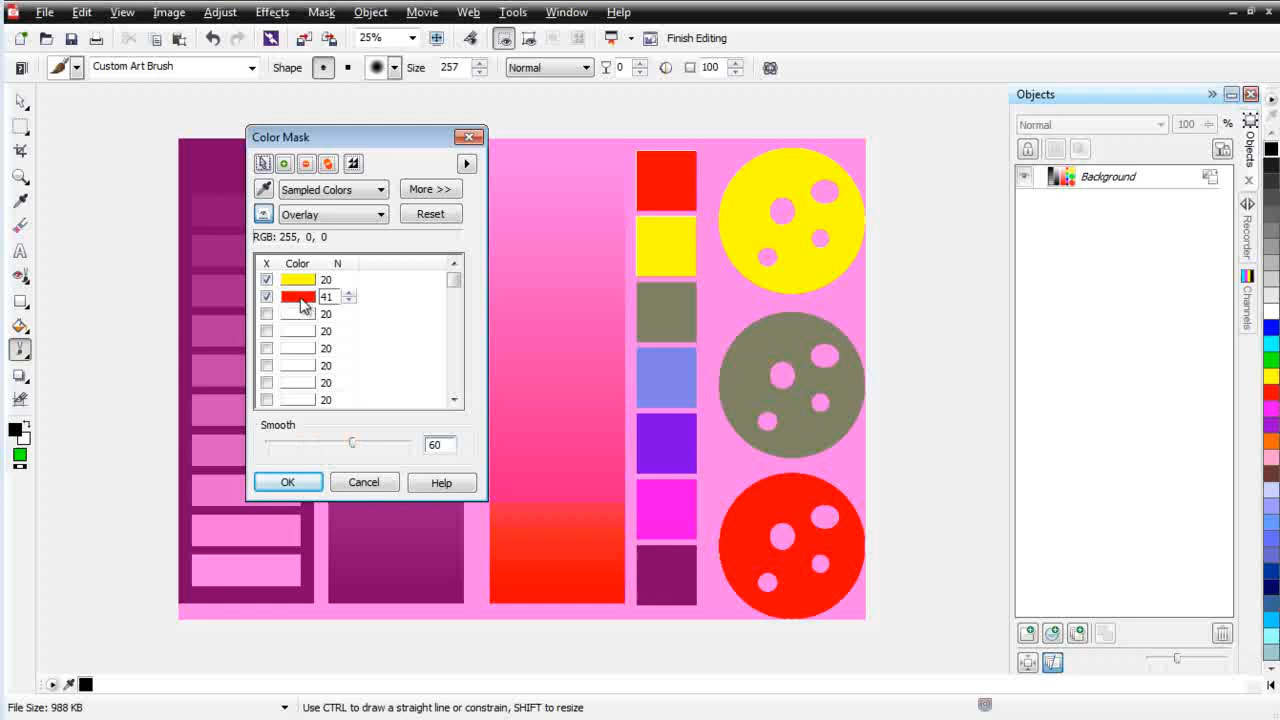 File Edit View Image Adjust Effects Mask Object Movie Web Tools Window Help
25% Finish Editing
Custom Art Brush Shape Size 257 Normal 0 100
Objects
Normal 100 %
Background
Objects
Recorder
Channels
Color Mask
Sampled Colors More >>
Overlay Reset
RGB: 255, 0, 0
X Color N
20
41
20
20
20
20
20
20
Smooth
60
OK Cancel Help
File Size: 988 KB Use CTRL to draw a straight line or constrain, SHIFT to resize